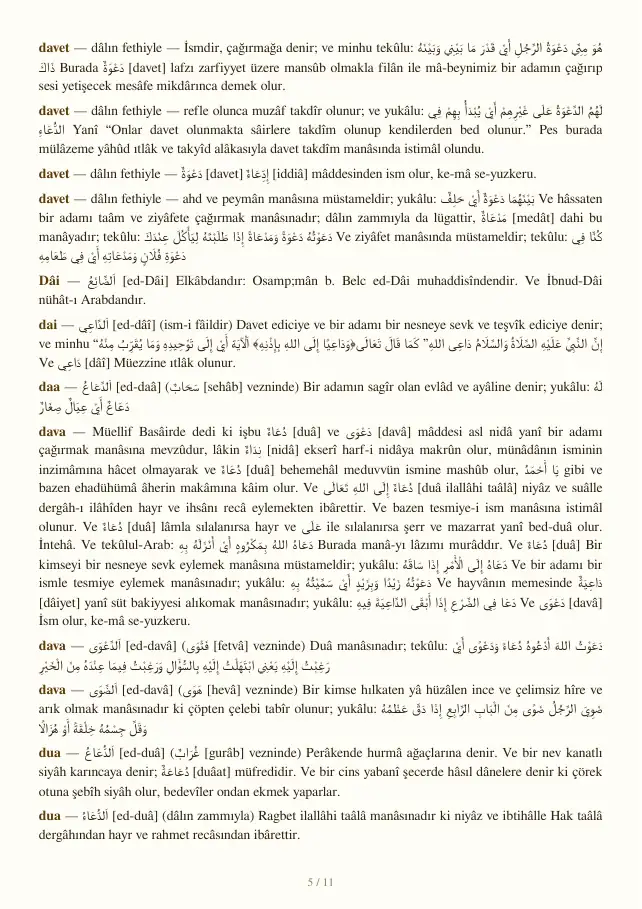 davet — dâlın fethiyle — İsmdir, çağırmağa denir; ve minhu tekûlu: هُوَ مِنِّي دَعْوَةُ الرَّجُلِ أَيْ قَدْرَ مَا بَيْنِي وَبَيْنَهُ
ذَاكَ Burada دَعْوَةٌ [davet] lafzı zarfiyyet üzere mansûb olmakla filân ile mâ-beynimiz bir adamın çağırıp
sesi yetişecek mesâfe mikdârınca demek olur.
davet — dâlın fethiyle — refle olunca muzâf takdîr olunur; ve yukâlu: لَهُمُ الدَّعْوَةُ عَلَى غَيْرِهِمْ أَيْ يُبْدَأُ بِهِمْ فِي
الدُّعَاءِ Yanî “Onlar davet olunmakta sâirlere takdîm olunup kendilerden bed olunur.” Pes burada
mülâzeme yâhûd ıtlâk ve takyîd alâkasıyla davet takdîm manâsında istimâl olundu.
davet — dâlın fethiyle — دَعْوَةٌ [davet] إِدِّعَاءٌ [iddiâ] mâddesinden ism olur, ke-mâ se-yuzkeru.
davet — dâlın fethiyle — ahd ve peymân manâsına müstameldir; yukâlu: بَيْنَهُمَا دَعْوَةٌ أَيْ حَلِفٌ Ve hâssaten
bir adamı taâm ve ziyâfete çağırmak manâsınadır; dâlın zammıyla da lügattir, مَدْعَاةٌ [medât] dahi bu
manâyadır; tekûlu: دَعَوْتُهُ دَعْوَةً وَمَدْعَاةً إِذَا طَلَبْتَهُ لِيَأْكُلَ عِنْدَكَ Ve ziyâfet manâsında müstameldir; tekûlu: كُنَّا فِي
دَعْوَةِ فُلَانٍ وَمَدْعَاتِهِ أَيْ فِي طَعَامِهِ
Dâi — اَلضَّائِعُ [ed-Dâi] Elkâbdandır: Osamp;mân b. Belc ed-Dâi muhaddisîndendir. Ve İbnud-Dâi
nühât-ı Arabdandır.
dai — اَلدَّاعِي [ed-dâî] (ism-i fâildir) Davet ediciye ve bir adamı bir nesneye sevk ve teşvîk ediciye denir;
ve minhu “إِنَّ النَّبِيَّ عَلَيْهِ الصَّلَاةُ وَالسَّلَامُ دَاعِى اللهِ” كَمَا قَالَ تَعَالَى﴿وَدَاعِيًا إِلَى اللهِ بِإِذْنِهِ﴾ اَلْآيَةَ أَيْ إِلَى تَوْحِيدِهِ وَمَا يُقَرِّبُ مِنْهُ
Ve دَاعِي [dâî] Müezzine ıtlâk olunur.
daa — اَلدَّعَاعُ [ed-daâ] (سَحَابٌ [sehâb] vezninde) Bir adamın sagîr olan evlâd ve ayâline denir; yukâlu: لَهُ
دَعَاعٌ أَيْ عِيَالٌ صِغَارٌ
dava — Müellif Basâirde dedi ki işbu دُعَاءٌ [duâ] ve دَعْوَى [davâ] mâddesi asl nidâ yanî bir adamı
çağırmak manâsına mevzûdur, lâkin نِدَاءٌ [nidâ] ekserî harf-i nidâya makrûn olur, münâdânın isminin
inzimâmına hâcet olmayarak ve دُعَاءٌ [duâ] behemehâl meduvvün ismine mashûb olur, يَا أَحْمَدُ gibi ve
bazen ehadühümâ âherin makâmına kâim olur. Ve دُعَاءٌ إِلَى اللهِ تَعَالَى [duâ ilallâhi taâlâ] niyâz ve suâlle
dergâh-ı ilâhîden hayr ve ihsânı recâ eylemekten ibârettir. Ve bazen tesmiye-i ism manâsına istimâl
olunur. Ve دُعَاءٌ [duâ] lâmla sılalanırsa hayr ve عَلَى ile sılalanırsa şerr ve mazarrat yanî bed-duâ olur.
İntehâ. Ve tekûlul-Arab: دَعَاهُ اللهُ بِمَكْرُوهٍ أَيْ أَنْزَلَهُ بِهِ Burada manâ-yı lâzımı murâddır. Ve دُعَاءٌ [duâ] Bir
kimseyi bir nesneye sevk eylemek manâsına müstameldir; yukâlu: دَعَاهُ إِلَى الْأَمْرِ إِذَا سَاقَهُ Ve bir adamı bir
ismle tesmiye eylemek manâsınadır; yukâlu: دَعَوْتُهُ زَيْدًا وَبِزَيْدٍ أَيْ سَمَّيْتُهُ بِهِ Ve hayvânın memesinde دَاعِيَةٌ
[dâiyet] yanî süt bakiyyesi alıkomak manâsınadır; yukâlu: دَعَا فِي الضَّرْعِ إِذَا أَبْقَى الدَّاعِيَةَ فِيهِ Ve دَعْوَى [davâ]
İsm olur, ke-mâ se-yuzkeru.
dava — اَلدَّعْوَى [ed-davâ] (فَتْوَى [fetvâ] vezninde) Duâ manâsınadır; tekûlu: دَعَوْتُ اللهَ أَدْعُوهُ دُعَاءً وَدَعْوَى أَيْ
رَغِبْتُ إِلَيْهِ يَعْنِي ابْتَهَلْتُ إِلَيْهِ بِالسُّؤَالِ وَرَغِبْتُ فِيمَا عِنْدَهُ مِنَ الْخَيْرِ
dava — اَلضَّوَى [ed-davâ] (هَوَى [hevâ] vezninde) Bir kimse hılkaten yâ hüzâlen ince ve çelimsiz hîre ve
arık olmak manâsınadır ki çöpten çelebi tabîr olunur; yukâlu: ضَوِيَ الرَّجُلُ ضَوًى مِنَ الْبَابِ الرَّابِعِ إِذَا دَقَّ عَظْمُهُ
وَقَلَّ جِسْمُهُ خِلْقَةً أَوْ هُزَالًا
dua — اَلدُّعَاعُ [ed-duâ] (غُرَابٌ [gurâb] vezninde) Perâkende hurmâ ağaçlarına denir. Ve bir nev kanatlı
siyâh karıncaya denir; دُعَاعَةٌ [duâat] müfredidir. Ve bir cins yabanî şecerde hâsıl dânelere denir ki çörek
otuna şebîh siyâh olur, bedevîler ondan ekmek yaparlar.
dua — اَلدُّعَاءُ [ed-duâ] (dâlın zammıyla) Ragbet ilallâhi taâlâ manâsınadır ki niyâz ve ibtihâlle Hak taâlâ
dergâhından hayr ve rahmet recâsından ibârettir.
5 / 11